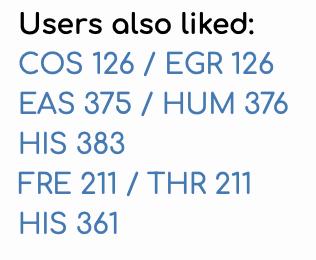 Users also liked:
COS 126 / EGR 126
EAS 375 / HUM 376
HIS 383
FRE 211 / THR 211
HIS 361